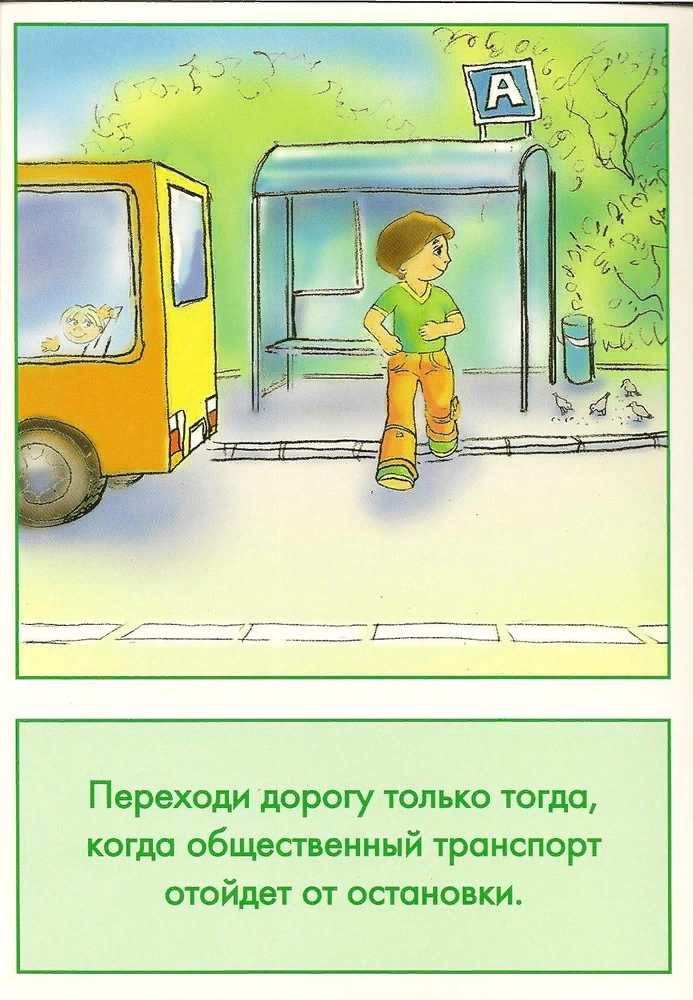 А
Переходи дорогу только тогда,
когда общественный транспорт
отойдет от остановки.